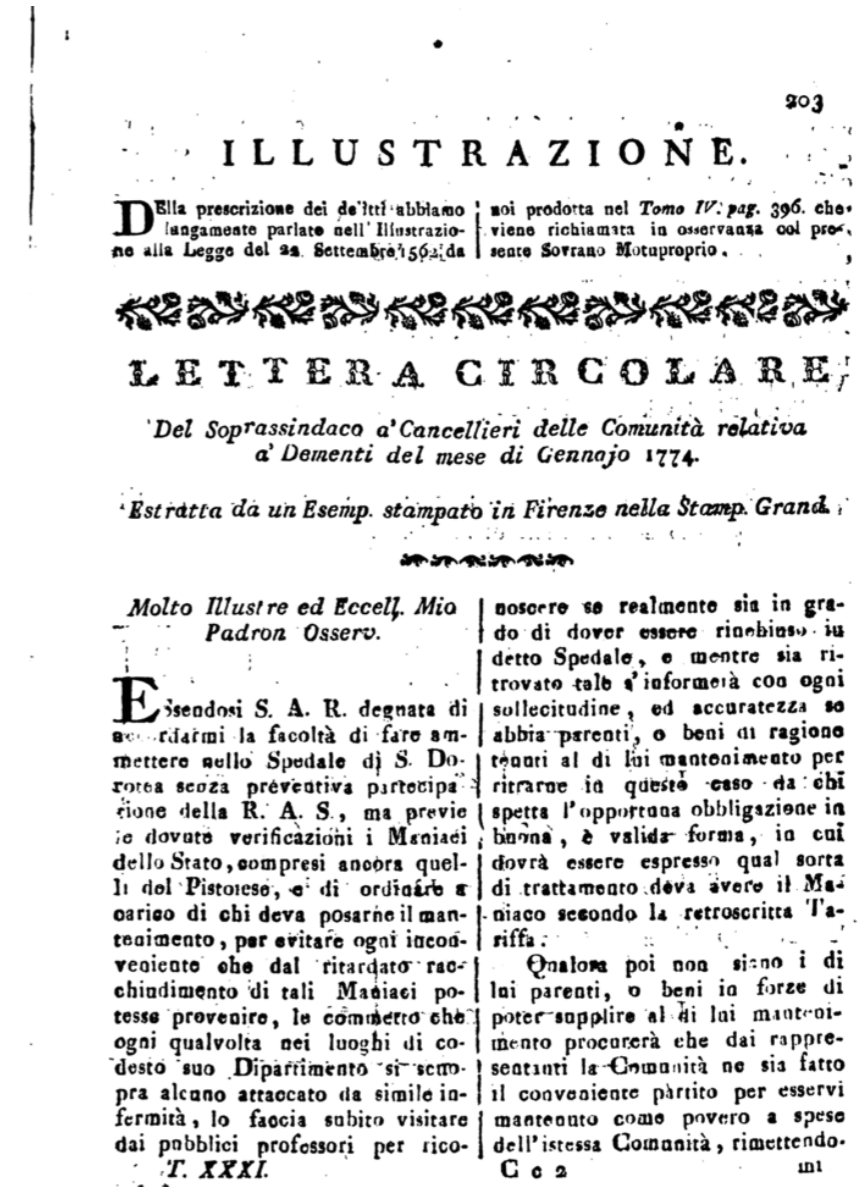 203
ILLUSTRAZIONE.
DElla prescrizione dei delitti abbiamo
lungamente parlato nell' Illustrazio-
ne alla Legge del 22. Settembre 1562. da
noi prodotta nel Tomo IV. pag. 396. che
viene richiamata in osservanza col pre-
sente Sovrano Motuproprio.
LETTERA CIRCOLARE
Del Soprassindaco a' Cancellieri delle Comunità relativa
a' Dementi del mese di Gennajo 1774.
Estratta da un Esemp. stampato in Firenze nella Stamp. Grand.
Molto Illustre ed Eccell. Mio
Padron Osserv.
Essendosi S. A. R. degnata di
accordarmi la facoltà di fare am-
mettere nello Spedale di S. Do-
rotea senza preventiva partecipa-
zione della R. A. S., ma previe
le dovute verificazioni i Maniaci
dello Stato, compresi ancora quel-
li del Pistoiese, e di ordinare a
carico di chi deva posarne il man-
tenimento, per evitare ogni incon-
veniente che dal ritardato rac-
chiudimento di tali Maniaci po-
tesse provenire, le commetto che
ogni qualvolta nei luoghi di co-
desto suo Dipartimento si scuo-
pra alcuno attaccato da simile in-
fermità, lo faccia subito visitare
dai pubblici professori per rico-
T. XXXI.
noscere se realmente sia in gra-
do di dover essere rinchiuso in
detto Spedale, e mentre sia ri-
trovato tale s'informerà con ogni
sollecitudine, ed accuratezza se
abbia parenti, o beni di ragione
tenuti al di lui mantenimento per
ritrarne in questo caso da chi
spetta l'opportuna obbligazione in
buona, e valida forma, in cui
dovrà essere espresso qual sorta
di trattamento deva avere il Ma-
niaco secondo la retroscritta Ta-
riffa.
Qualora poi non siano i di
lui parenti, o beni in forze di
poter supplire al di lui manteni-
mento procurerà che dai rappre-
sentanti la Comunità ne sia fatto
il conveniente partito per esservi
mantenuto come povero a spese
dell'istessa Comunità, rimettendo-
C c 2
mi